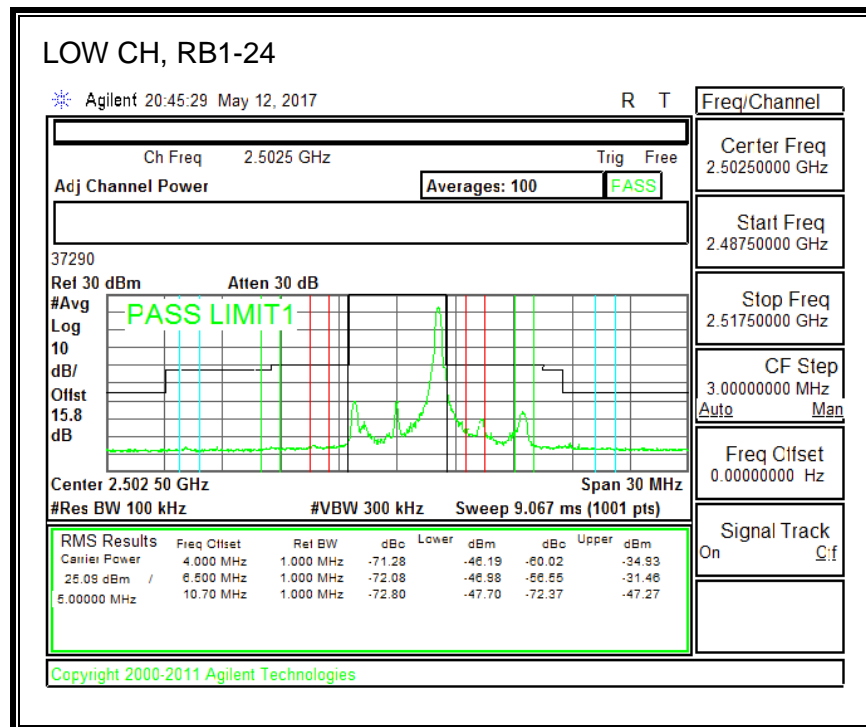 LOW CH, RB1-24
Agilent 20:45:29 May 12, 2017 R T
Freq/Channel
Ch Freq 2.5025 GHz Trig Free
Adj Channel Power Averages: 100 PASS
Center Freq
2.50250000 GHz
Start Freq
2.48750000 GHz
37290
Ref 30 dBm Atten 30 dB
#Avg
Log
10
dB/
Offst
15.8
dB
PASS LIMIT1
Stop Freq
2.51750000 GHz
CF Step
3.00000000 MHz
Auto Man
Freq Offset
0.00000000 Hz
Center 2.502 50 GHz Span 30 MHz
#Res BW 100 kHz #VBW 300 kHz Sweep 9.067 ms (1001 pts)
Signal Track
On Off
RMS Results Freq Offset Ref BW dBc Lower dBm dBc Upper dBm
Carrier Power 4.000 MHz 1.000 MHz -71.28 -46.19 -60.02 -34.93
25.09 dBm / 6.500 MHz 1.000 MHz -72.08 -46.98 -56.55 -31.46
5.00000 MHz 10.70 MHz 1.000 MHz -72.80 -47.70 -72.37 -47.27
Copyright 2000-2011 Agilent Technologies